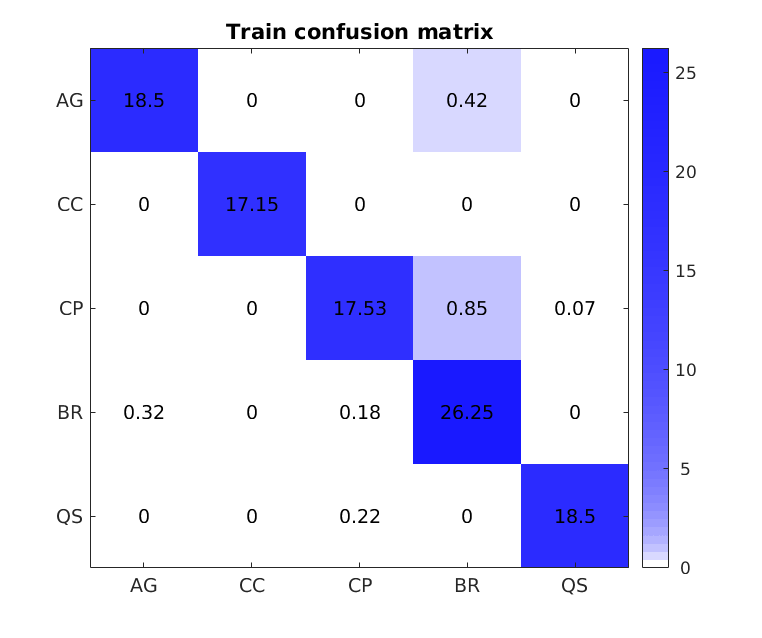 Train confusion matrix
AG 18.5 0 0 0.42 0
CC 0 17.15 0 0 0
CP 0 0 17.53 0.85 0.07
BR 0.32 0 0.18 26.25 0
QS 0 0 0.22 0 18.5
AG CC CP BR QS
25
20
15
10
5
0